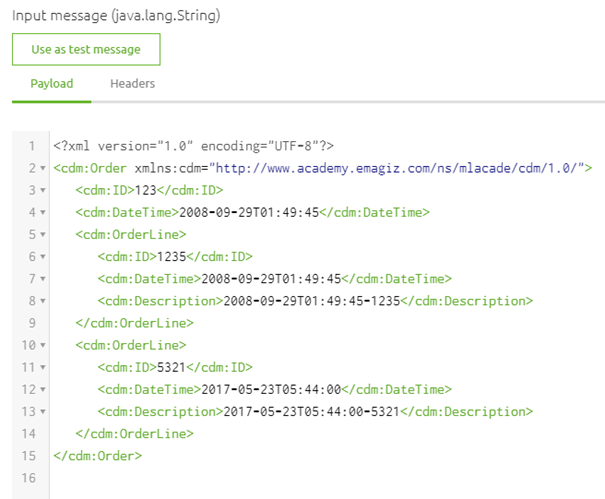 Input message (java.lang.String)
Use as test message
Payload Headers
1 <?xml version="1.0" encoding="UTF-8"?>
2 <cdm:Order xmlns:cdm="http://www.academy.emagiz.com/ns/mlacade/cdm/1.0/">
3 <cdm:ID>123</cdm:ID>
4 <cdm:DateTime>2008-09-29T01:49:45</cdm:DateTime>
5 <cdm:OrderLine>
6 <cdm:ID>1235</cdm:ID>
7 <cdm:DateTime>2008-09-29T01:49:45</cdm:DateTime>
8 <cdm:Description>2008-09-29T01:49:45-1235</cdm:Description>
9 </cdm:OrderLine>
10 <cdm:OrderLine>
11 <cdm:ID>5321</cdm:ID>
12 <cdm:DateTime>2017-05-23T05:44:00</cdm:DateTime>
13 <cdm:Description>2017-05-23T05:44:00-5321</cdm:Description>
14 </cdm:OrderLine>
15 </cdm:Order>
16